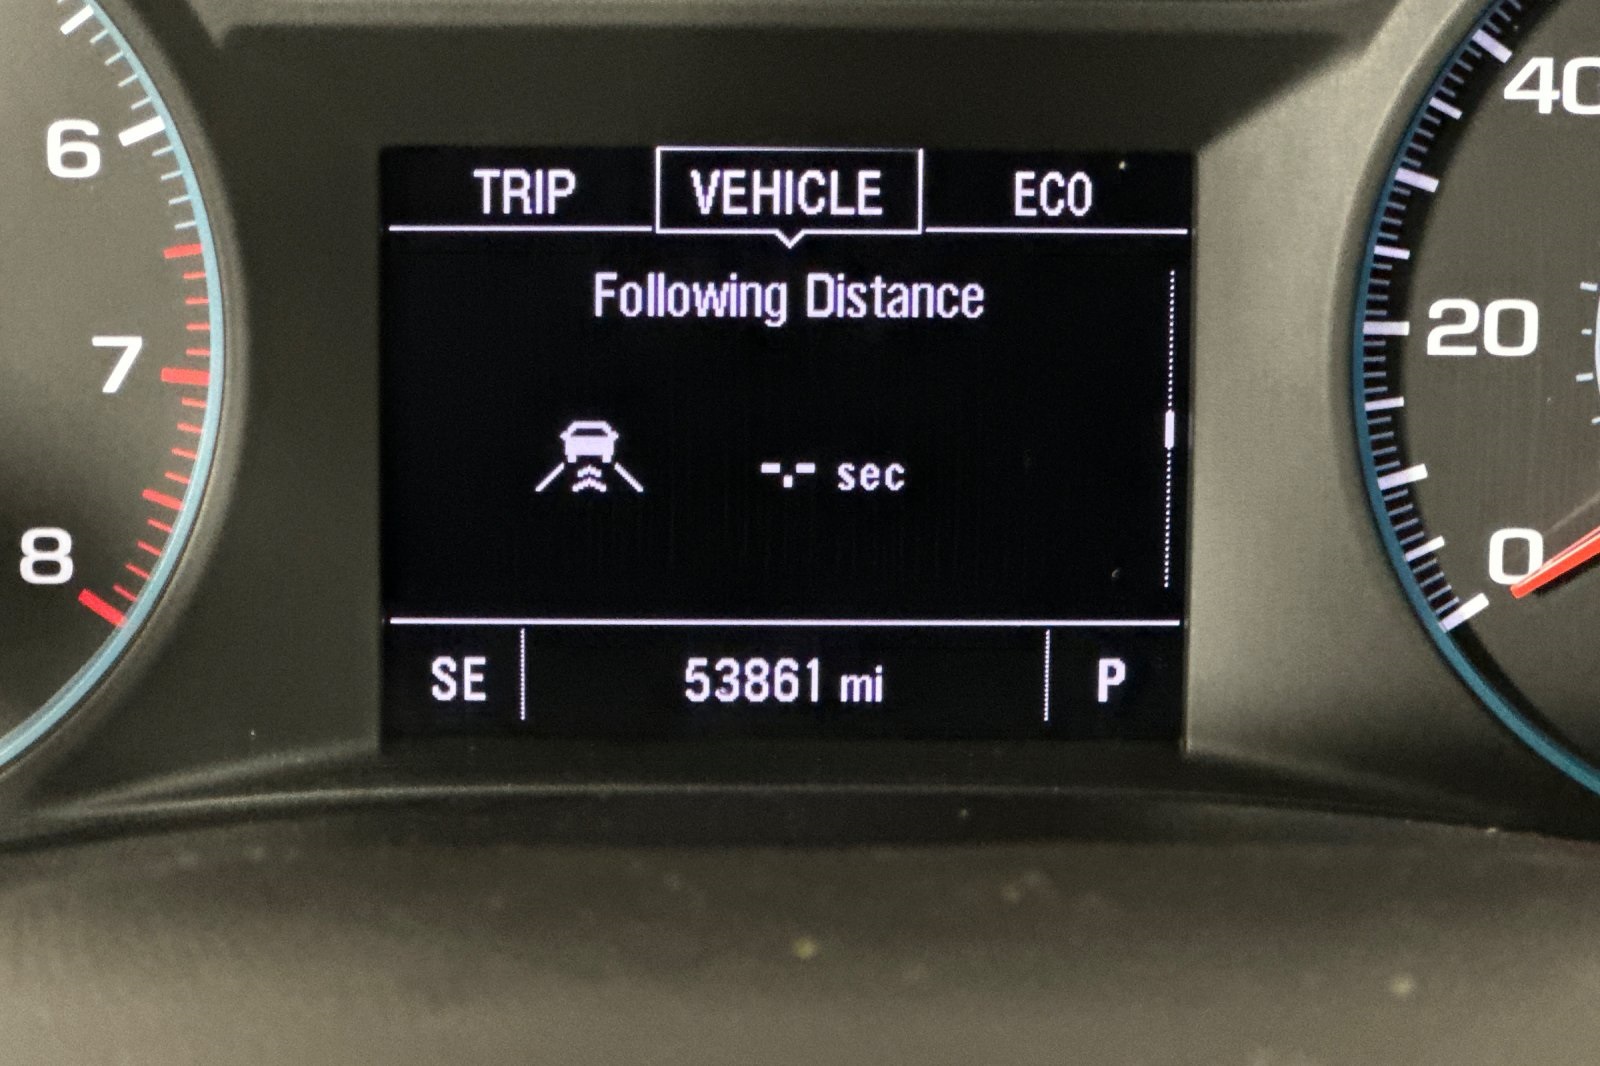 TRIP VEHICLE ECO
Following Distance
-.- sec
SE 53861 mi P
6
7
8
40
20
0